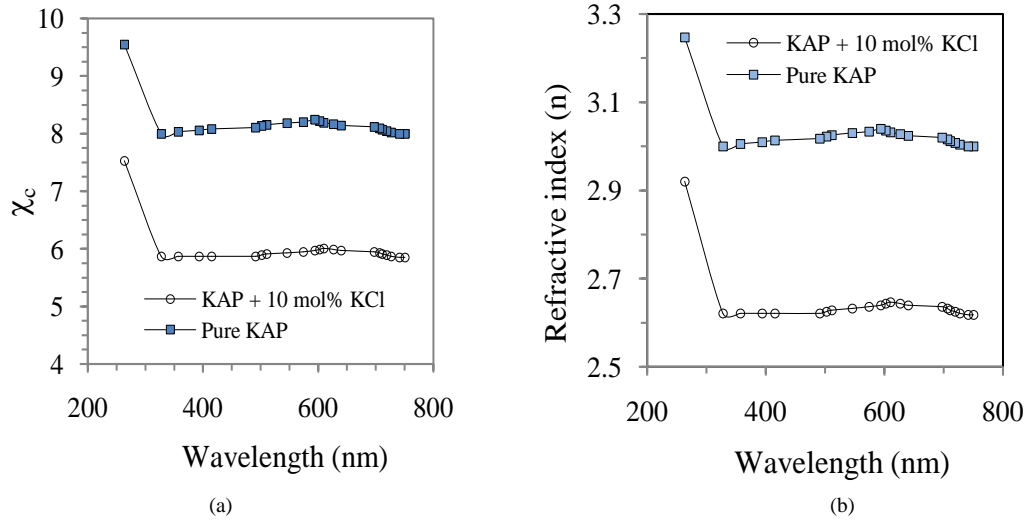 10
9
8
7
6
5
4
χc
KAP + 10 mol% KCl
Pure KAP
200 400 600 800
Wavelength (nm)
(a)
3.3
3.1
2.9
2.7
2.5
Refractive index (n)
KAP + 10 mol% KCl
Pure KAP
200 400 600 800
Wavelength (nm)
(b)